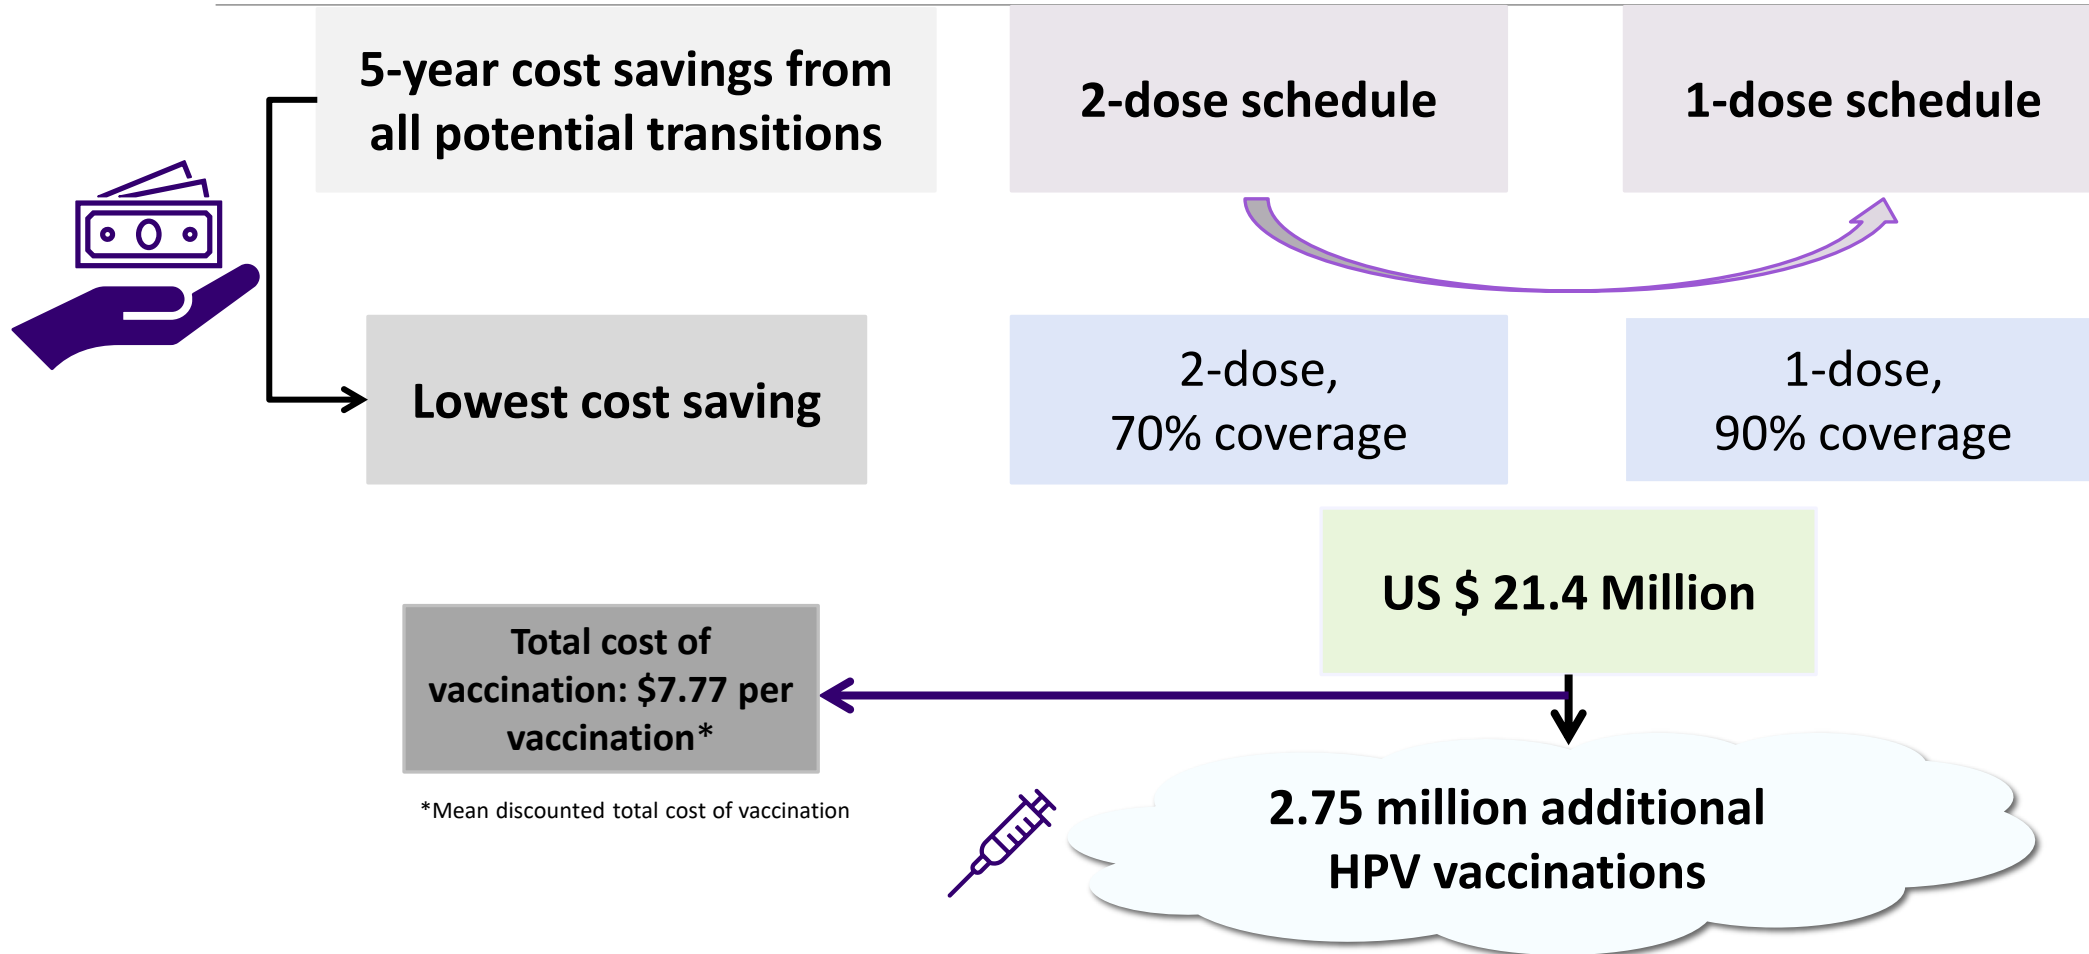 5-year cost savings from
all potential transitions
2-dose schedule
1-dose schedule
Lowest cost saving
2-dose,
70% coverage
1-dose,
90% coverage
US $ 21.4 Million
Total cost of
vaccination: $7.77 per
vaccination*
*Mean discounted total cost of vaccination
2.75 million additional
HPV vaccinations